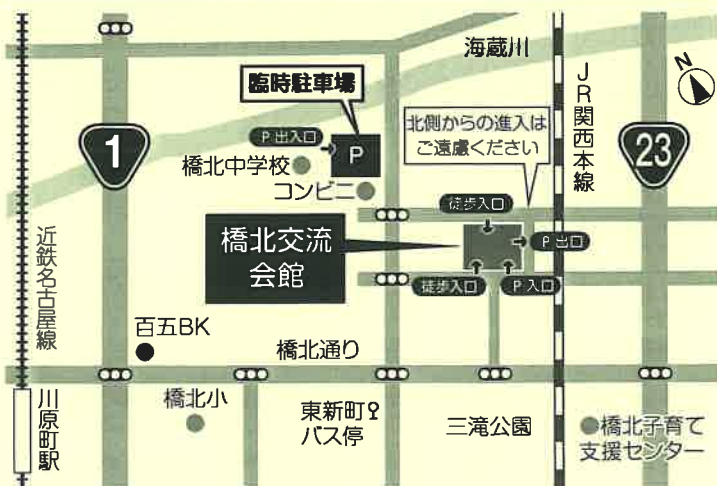 海蔵川
N
臨時駐車場
JR関西本線
1
P出入口
P
北側からの進入は
ご遠慮ください
23
橋北中学校
コンビニ
徒歩入口
近鉄名古屋線
橋北交流
会館
P出口
徒歩入口
P入口
百五BK
橋北通り
川原町駅
橋北小
東新町
バス停
三滝公園
橋北子育て
支援センター